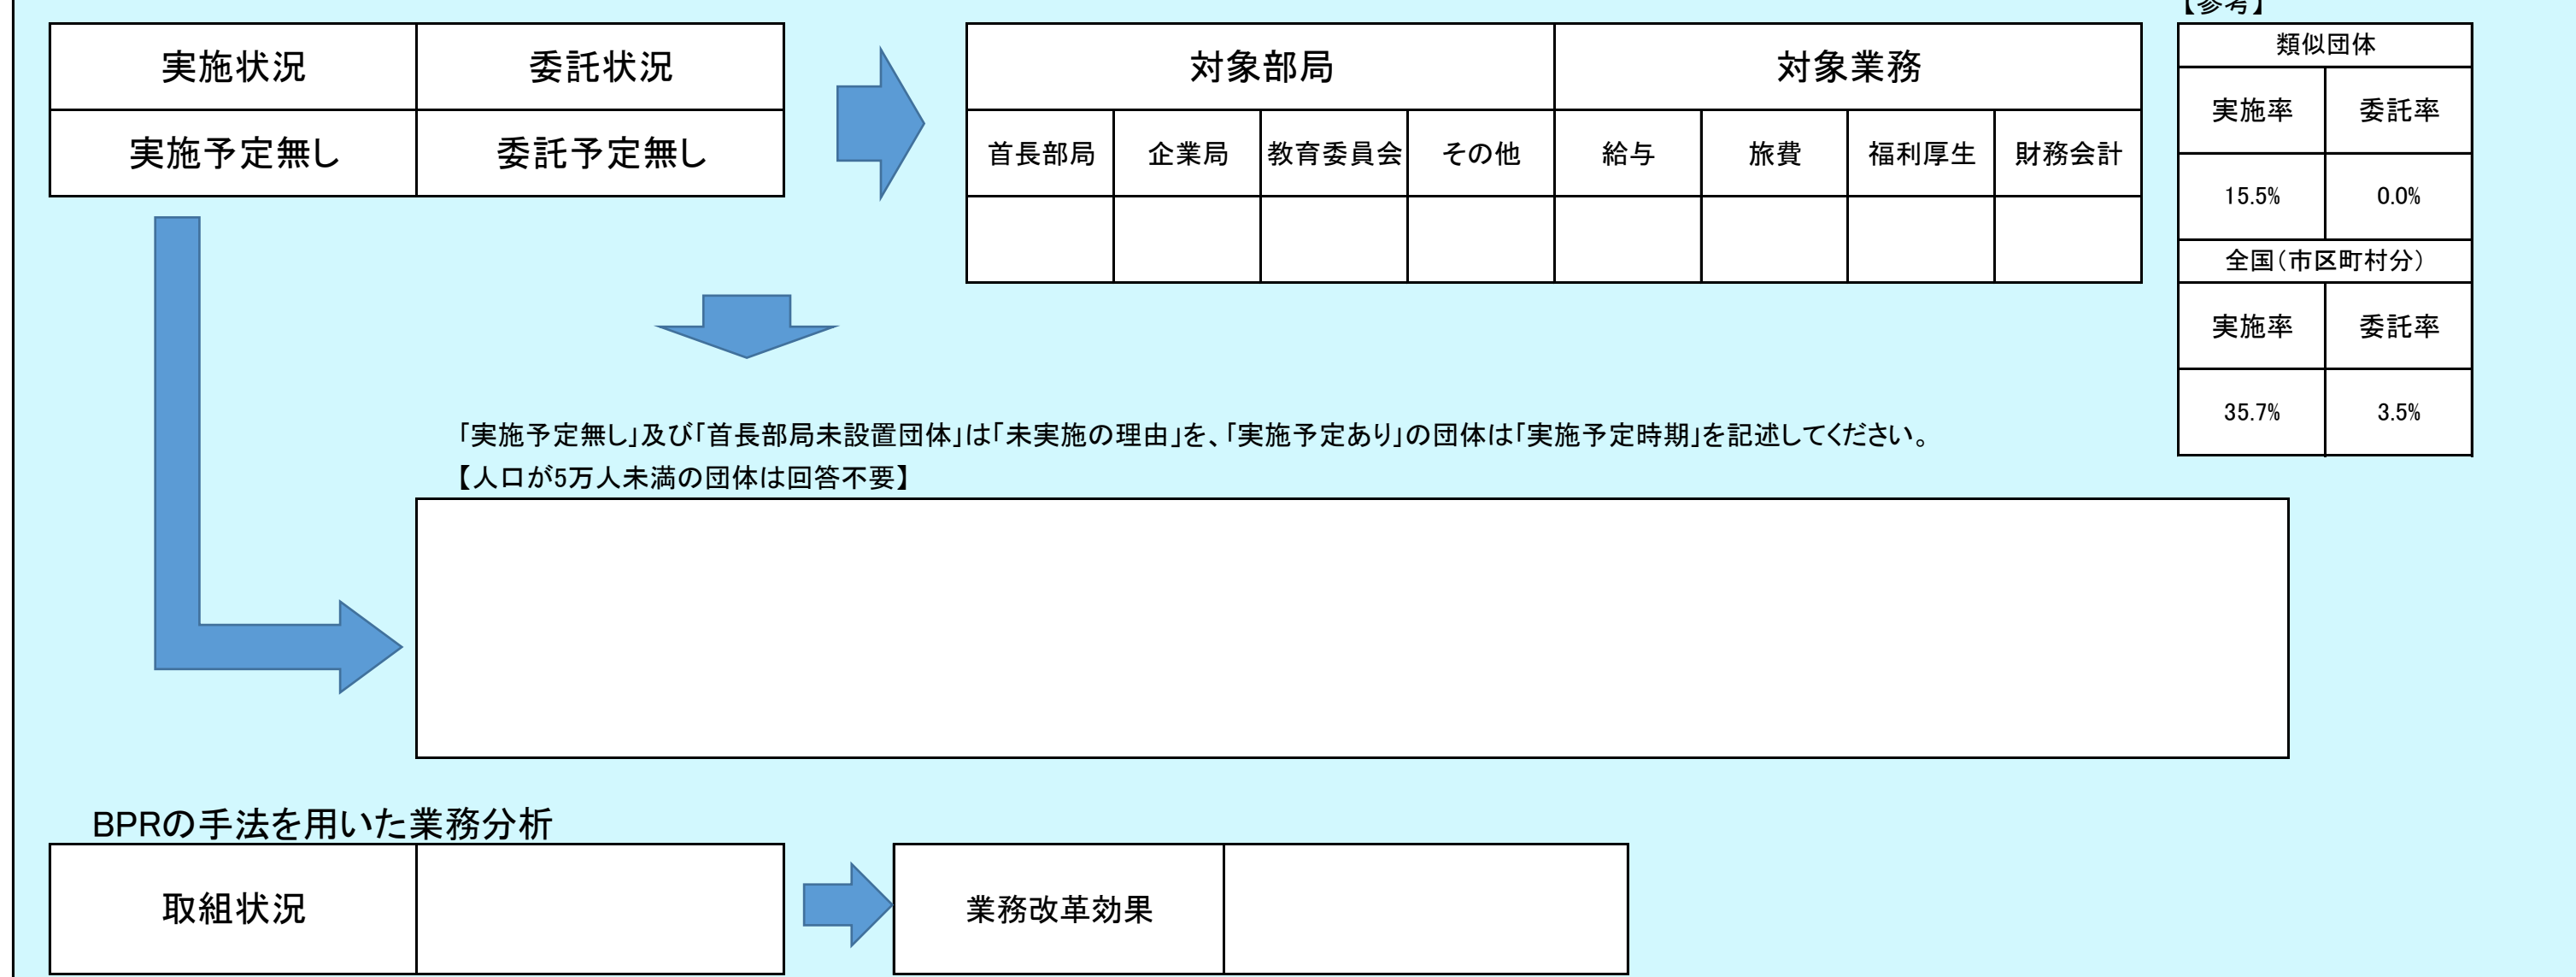 【参考】
実施状況 委託状況
実施予定無し 委託予定無し
対象部局 対象業務
首長部局 企業局 教育委員会 その他 給与 旅費 福利厚生 財務会計
類似団体
実施率 委託率
15.5% 0.0%
全国(市区町村分)
実施率 委託率
35.7% 3.5%
「実施予定無し」及び「首長部局未設置団体」は「未実施の理由」を、「実施予定あり」の団体は「実施予定時期」を記述してください。
【人口が5万人未満の団体は回答不要】
BPRの手法を用いた業務分析
取組状況
業務改革効果